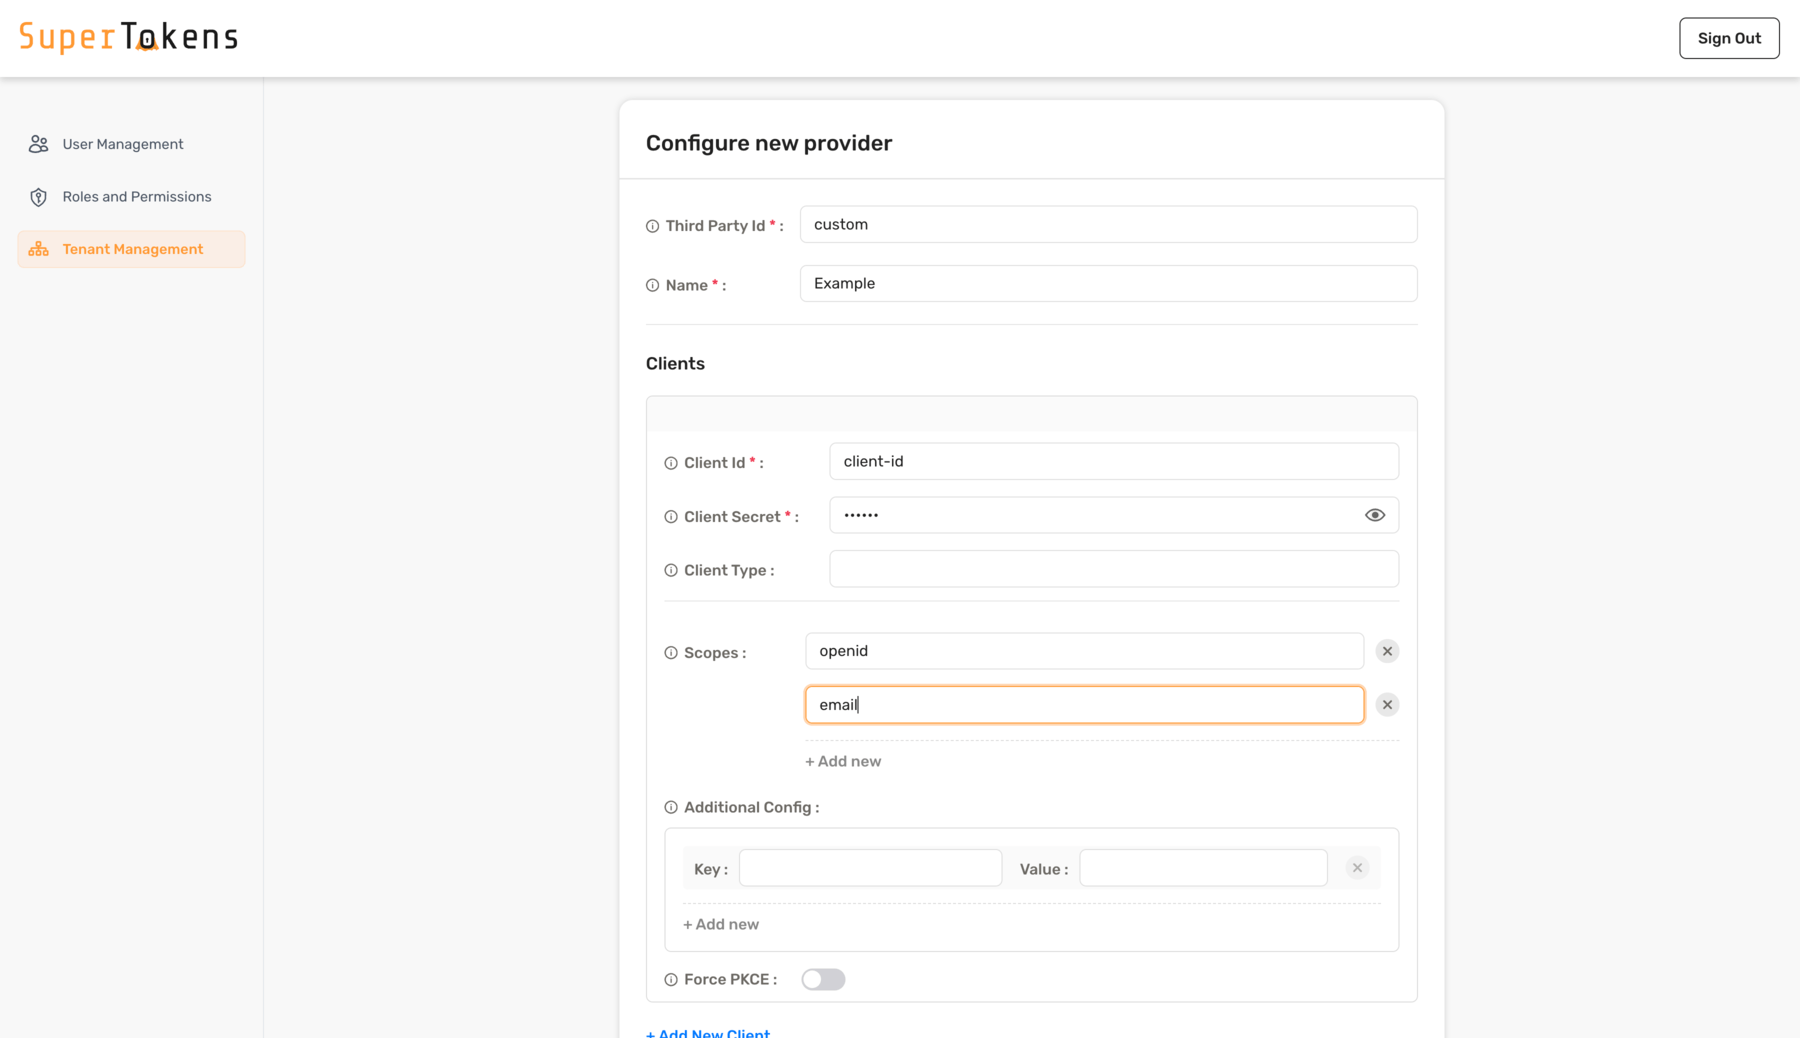 SuperTokens
Sign Out
User Management
Roles and Permissions
Tenant Management
Configure new provider
Third Party Id * :
custom
Name * :
Example
Clients
Client Id * :
client-id
Client Secret * :
••••••
Client Type :
Scopes :
openid
email
+ Add new
Additional Config :
Key :
Value :
+ Add new
Force PKCE :
+ Add New Client